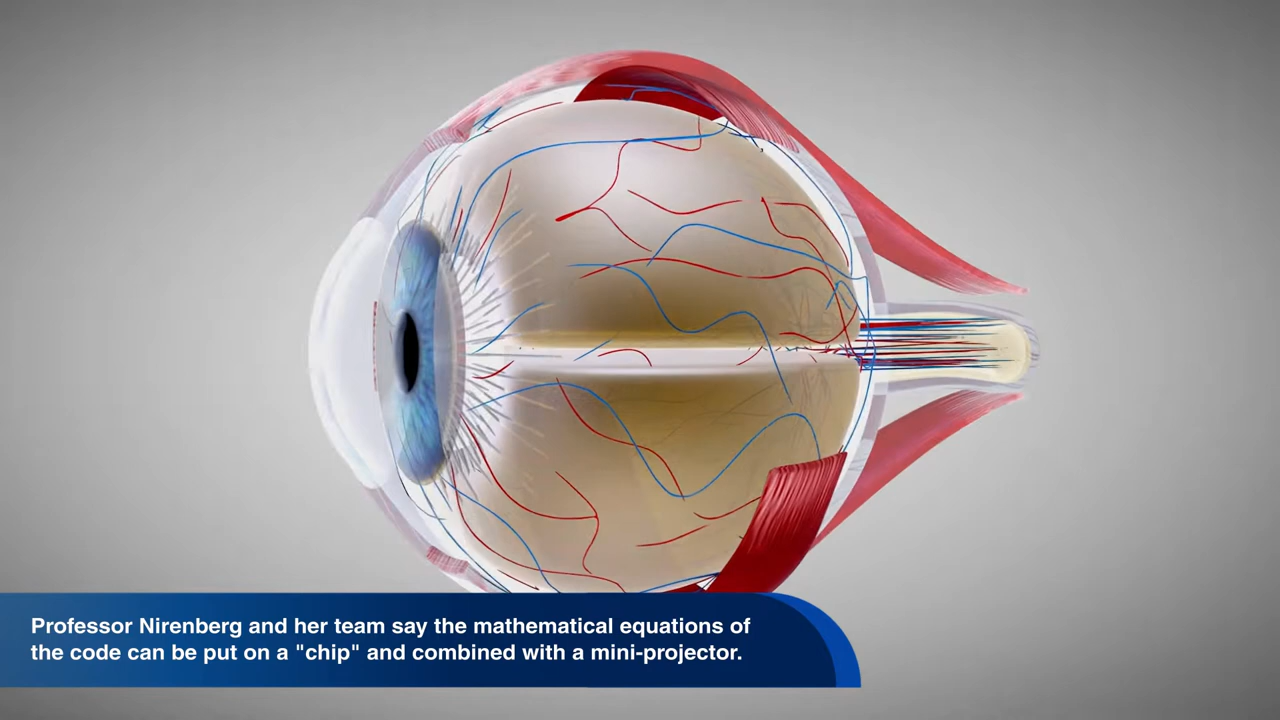 Professor Nirenberg and her team say the mathematical equations of
the code can be put on a "chip" and combined with a mini-projector.